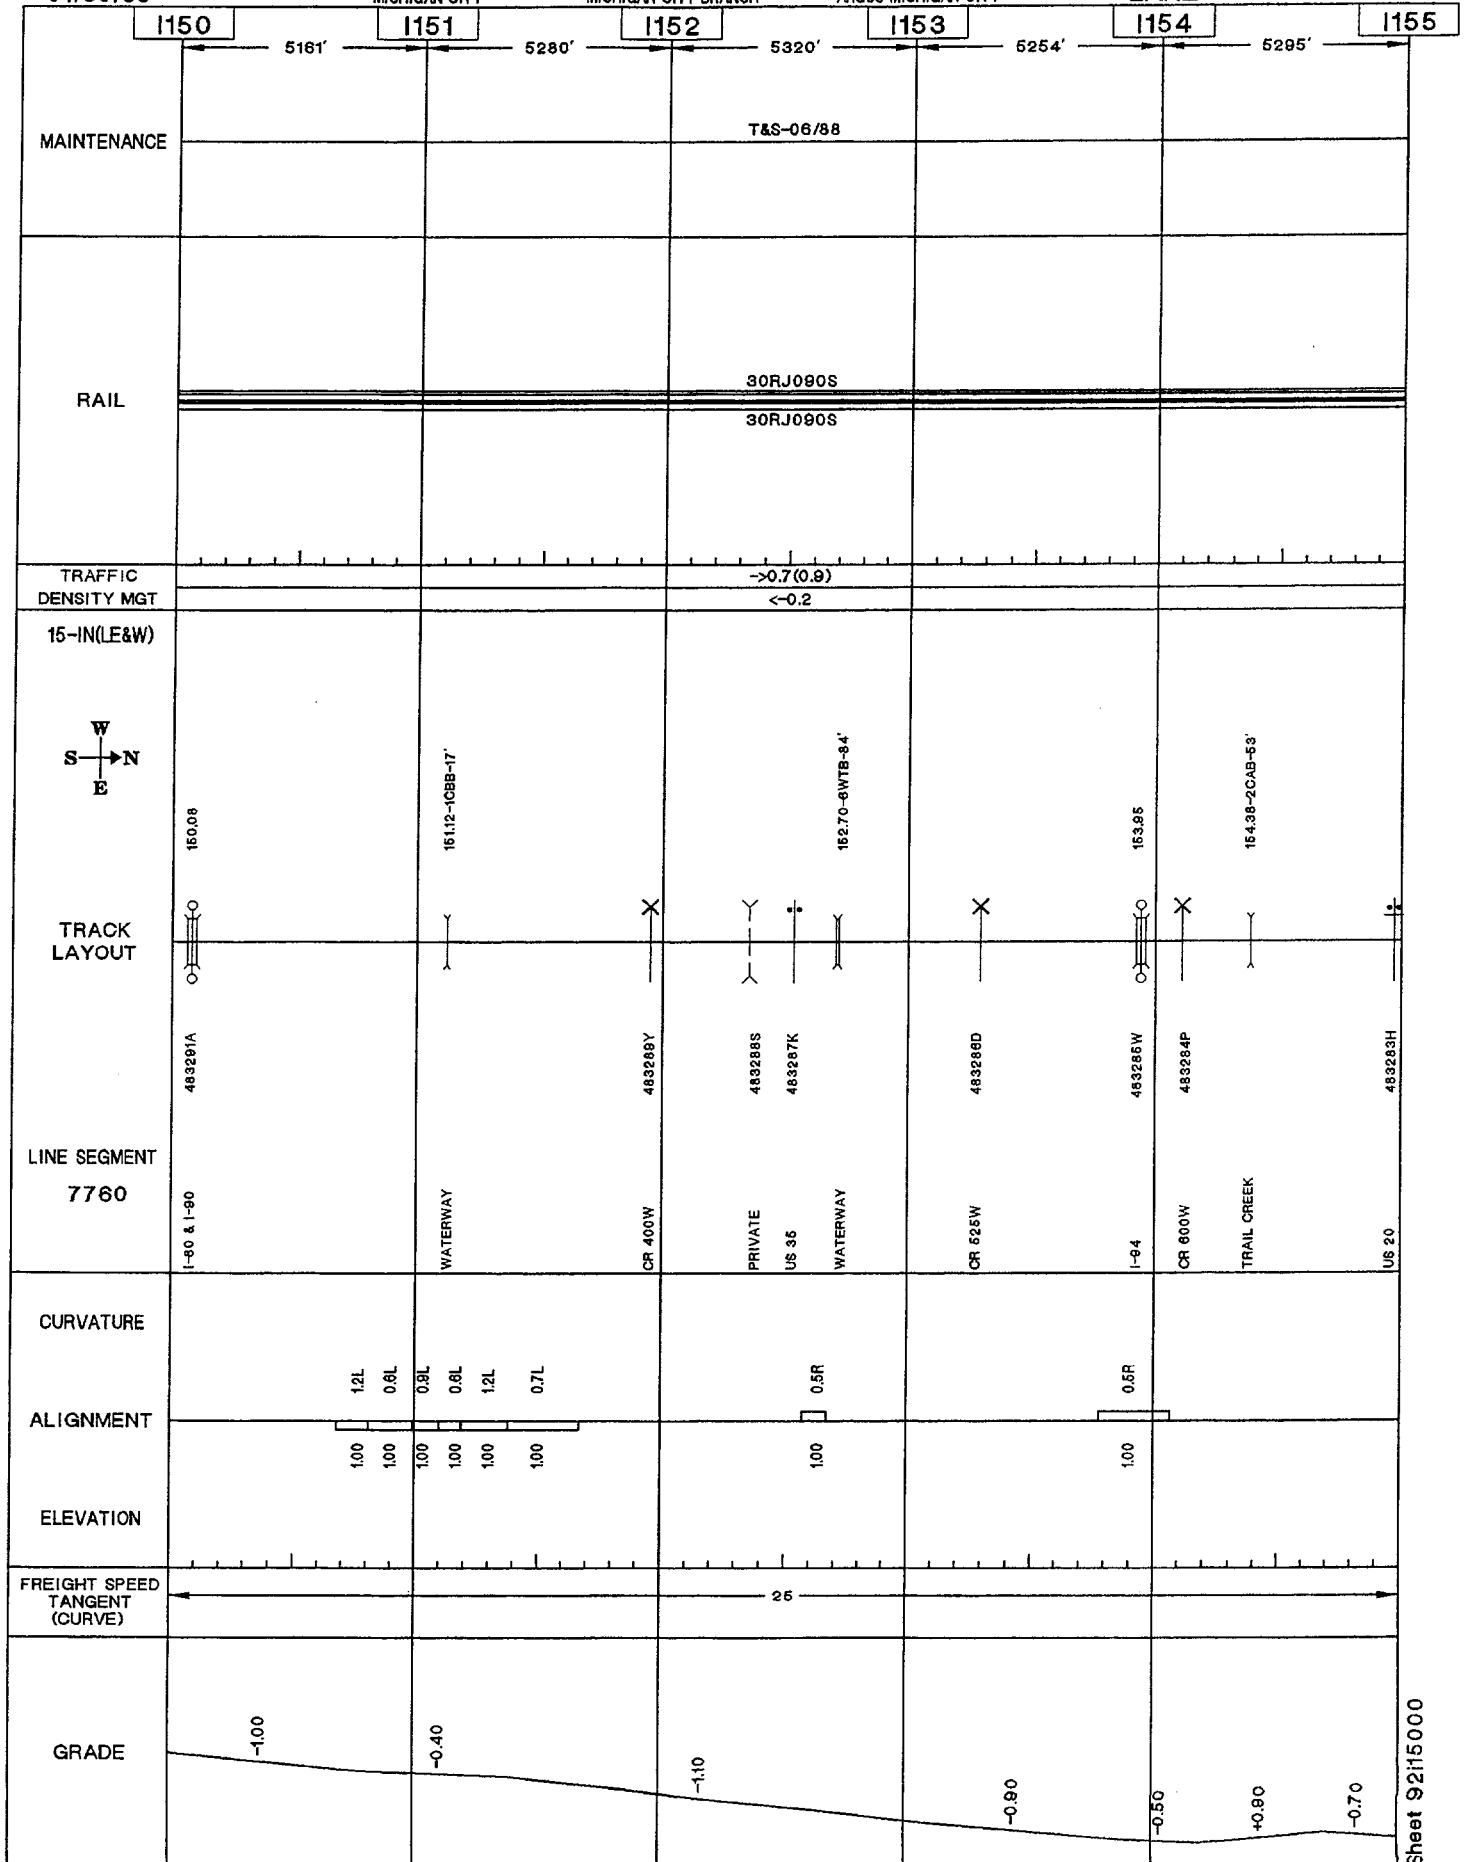 I150 I151 I152 I153 I154 I155
5161' 5280' 5320' 5254' 5295'
MAINTENANCE
T&S-06/88
RAIL
30RJ090S
30RJ090S
TRAFFIC
DENSITY MGT
->0.7(0.9)
<-0.2
15-IN(LE&W)
W
S N
E
150.08
151.12-1CBB-17'
152.70-6WTB-84'
153.95
154.38-2CAB-53'
TRACK
LAYOUT
483291A
483289Y
483288S
483287K
483286D
483285W
483284P
483283H
LINE SEGMENT
7760
I-80 & I-90
WATERWAY
CR 400W
PRIVATE
US 35
WATERWAY
CR 525W
I-94
CR 600W
TRAIL CREEK
US 20
CURVATURE
1.2L 0.6L 0.9L 0.6L 1.2L 0.7L 0.5R 0.5R
ALIGNMENT
1.00 1.00 1.00 1.00 1.00 1.00 1.00 1.00
ELEVATION
FREIGHT SPEED
TANGENT
(CURVE)
25
GRADE
-1.00
-0.40
-1.10
-0.90
-0.50
+0.90
-0.70
Sheet 92i15000